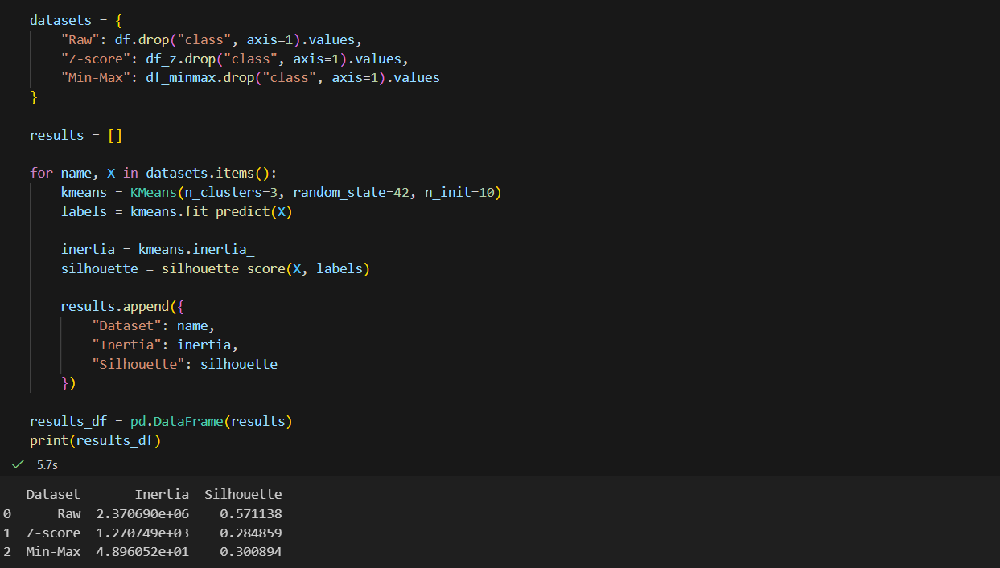 datasets = {
    "Raw": df.drop("class", axis=1).values,
    "Z-score": df_z.drop("class", axis=1).values,
    "Min-Max": df_minmax.drop("class", axis=1).values
}

results = []

for name, X in datasets.items():
    kmeans = KMeans(n_clusters=3, random_state=42, n_init=10)
    labels = kmeans.fit_predict(X)

    inertia = kmeans.inertia_
    silhouette = silhouette_score(X, labels)

    results.append({
        "Dataset": name,
        "Inertia": inertia,
        "Silhouette": silhouette
    })

results_df = pd.DataFrame(results)
print(results_df)
5.7s
   Dataset       Inertia  Silhouette
0      Raw  2.370690e+06    0.571138
1  Z-score  1.270749e+03    0.284859
2  Min-Max  4.896052e+01    0.300894